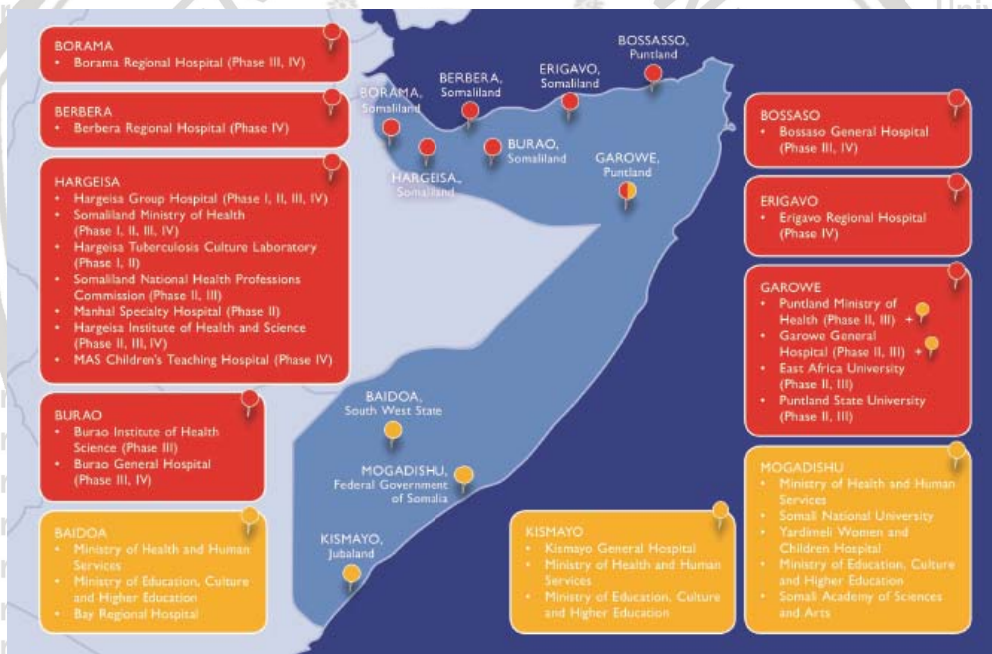 BORAMA
• Borama Regional Hospital (Phase III, IV)
BERBERA
• Berbera Regional Hospital (Phase IV)
HARGEISA
• Hargeisa Group Hospital (Phase I, II, III, IV)
• Somaliland Ministry of Health
(Phase I, II, III, IV)
• Hargeisa Tuberculosis Culture Laboratory
(Phase I, II)
• Somaliland National Health Professions
Commission (Phase II, III)
• Manhal Specialty Hospital (Phase II)
• Hargeisa Institute of Health and Science
(Phase II, III, IV)
• MAS Children's Teaching Hospital (Phase IV)
BURAO
• Burao Institute of Health
Science (Phase III)
• Burao General Hospital
(Phase III, IV)
BAIDOA
• Ministry of Health and Human
Services
• Ministry of Education, Culture
and Higher Education
• Bay Regional Hospital
BORAMA,
Somaliland
BERBERA,
Somaliland
ERIGAVO,
Somaliland
BOSSASSO,
Puntland
HARGEISA,
Somaliland
BURAO,
Somaliland
GAROWE,
Puntland
BAIDOA,
South West State
MOGADISHU,
Federal Government
of Somalia
KISMAYO,
Jubaland
KISMAYO
• Kismayo General Hospital
• Ministry of Health and Human
Services
• Ministry of Education, Culture
and Higher Education
BOSSASO
• Bossaso General Hospital
(Phase III, IV)
ERIGAVO
• Erigavo Regional Hospital
(Phase IV)
GAROWE
• Puntland Ministry of
Health (Phase II, III) +
• Garowe General
Hospital (Phase II, III) +
• East Africa University
(Phase II, III)
• Puntland State University
(Phase II, III)
MOGADISHU
• Ministry of Health and Human
Services
• Somali National University
• Yardimeli Women and
Children Hospital
• Ministry of Education, Culture
and Higher Education
• Somali Academy of Sciences
and Arts